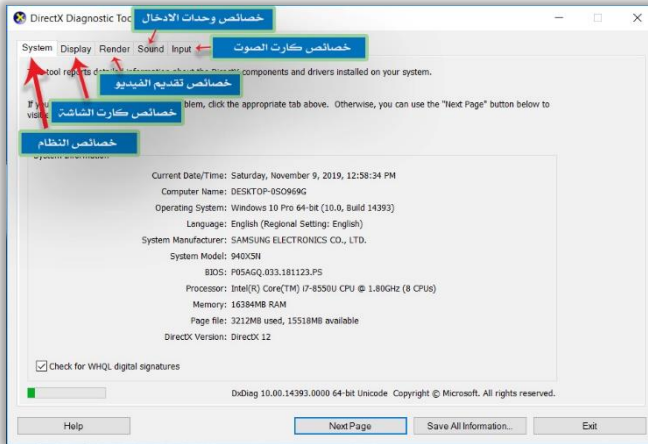 DirectX Diagnostic Too
خصائص وحدات الادخال
System Display Render Sound Input
خصائص كارت الصوت
tool reports detailed information about the DirectX components and drivers installed on your system.
خصائص تقديم الفيديو
If you blem, click the appropriate tab above. Otherwise, you can use the "Next Page" button below to
خصائص كارت الشاشة
خصائص النظام
System Information
Current Date/Time: Saturday, November 9, 2019, 12:58:34 PM
Computer Name: DESKTOP-0SO969G
Operating System: Windows 10 Pro 64-bit (10.0, Build 14393)
Language: English (Regional Setting: English)
System Manufacturer: SAMSUNG ELECTRONICS CO., LTD.
System Model: 940X5N
BIOS: P05AGQ.033.181123.PS
Processor: Intel(R) Core(TM) i7-8550U CPU @ 1.80GHz (8 CPUs)
Memory: 16384MB RAM
Page file: 3212MB used, 15518MB available
DirectX Version: DirectX 12
Check for WHQL digital signatures
DxDiag 10.00.14393.0000 64-bit Unicode Copyright © Microsoft. All rights reserved.
Help Next Page Save All Information... Exit